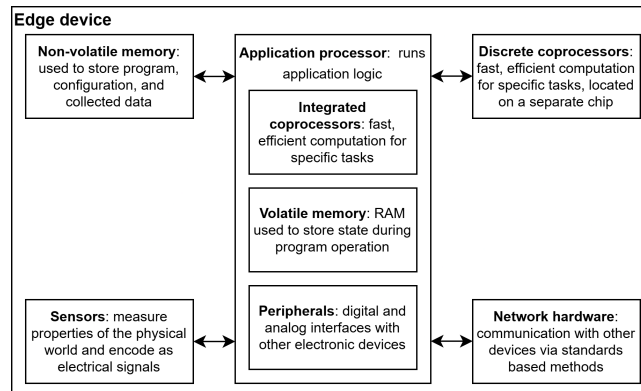 Edge device
Non-volatile memory:
used to store program,
configuration, and
collected data
Application processor: runs
application logic
Discrete coprocessors:
fast, efficient computation
for specific tasks, located
on a separate chip
Integrated
coprocessors: fast,
efficient computation for
specific tasks
Volatile memory: RAM
used to store state during
program operation
Sensors: measure
properties of the physical
world and encode as
electrical signals
Peripherals: digital and
analog interfaces with
other electronic devices
Network hardware:
communication with other
devices via standards
based methods